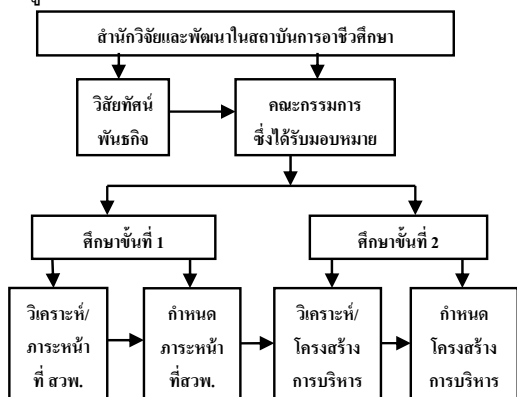 สำนักวิจัยและพัฒนาในสถาบันการอาชีวศึกษา
วิสัยทัศน์
พันธกิจ
คณะกรรมการ
ซึ่งได้รับมอบหมาย
ศึกษาขั้นที่ 1
ศึกษาขั้นที่ 2
วิเคราะห์/
ภาระหน้า
ที่ สวพ.
กำหนด
ภาระหน้า
ที่สวพ.
วิเคราะห์/
โครงสร้าง
การบริหาร
กำหนด
โครงสร้าง
การบริหาร